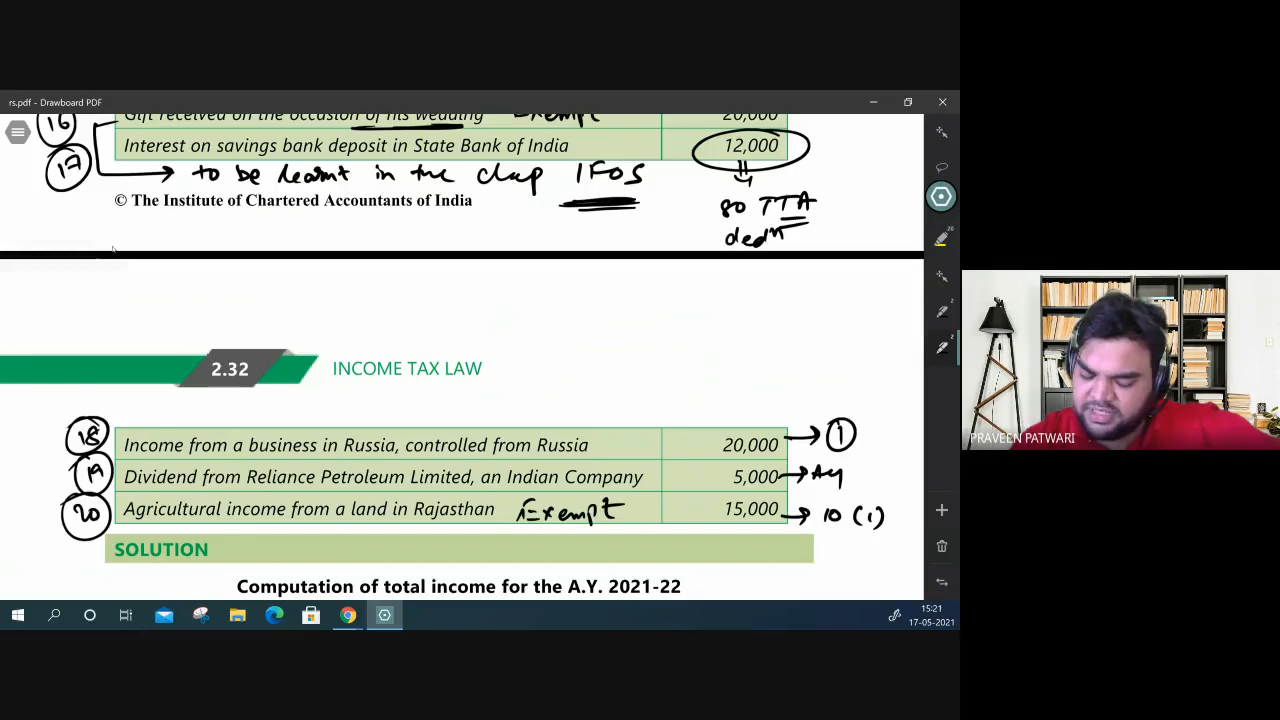 rs.pdf - Drawboard PDF
16 Gift received on the occasion of his wedding Exempt 20,000
17 Interest on savings bank deposit in State Bank of India 12,000
→ to be learnt in the chap IFOS
80 TTA
dedn
© The Institute of Chartered Accountants of India
2.32 INCOME TAX LAW
18 Income from a business in Russia, controlled from Russia 20,000 → 1
19 Dividend from Reliance Petroleum Limited, an Indian Company 5,000 →
20 Agricultural income from a land in Rajasthan Exempt 15,000 → 10 (1)
SOLUTION
Computation of total income for the A.Y. 2021-22
PRAVEEN PATWARI
20
2
2
15:21
17-05-2021